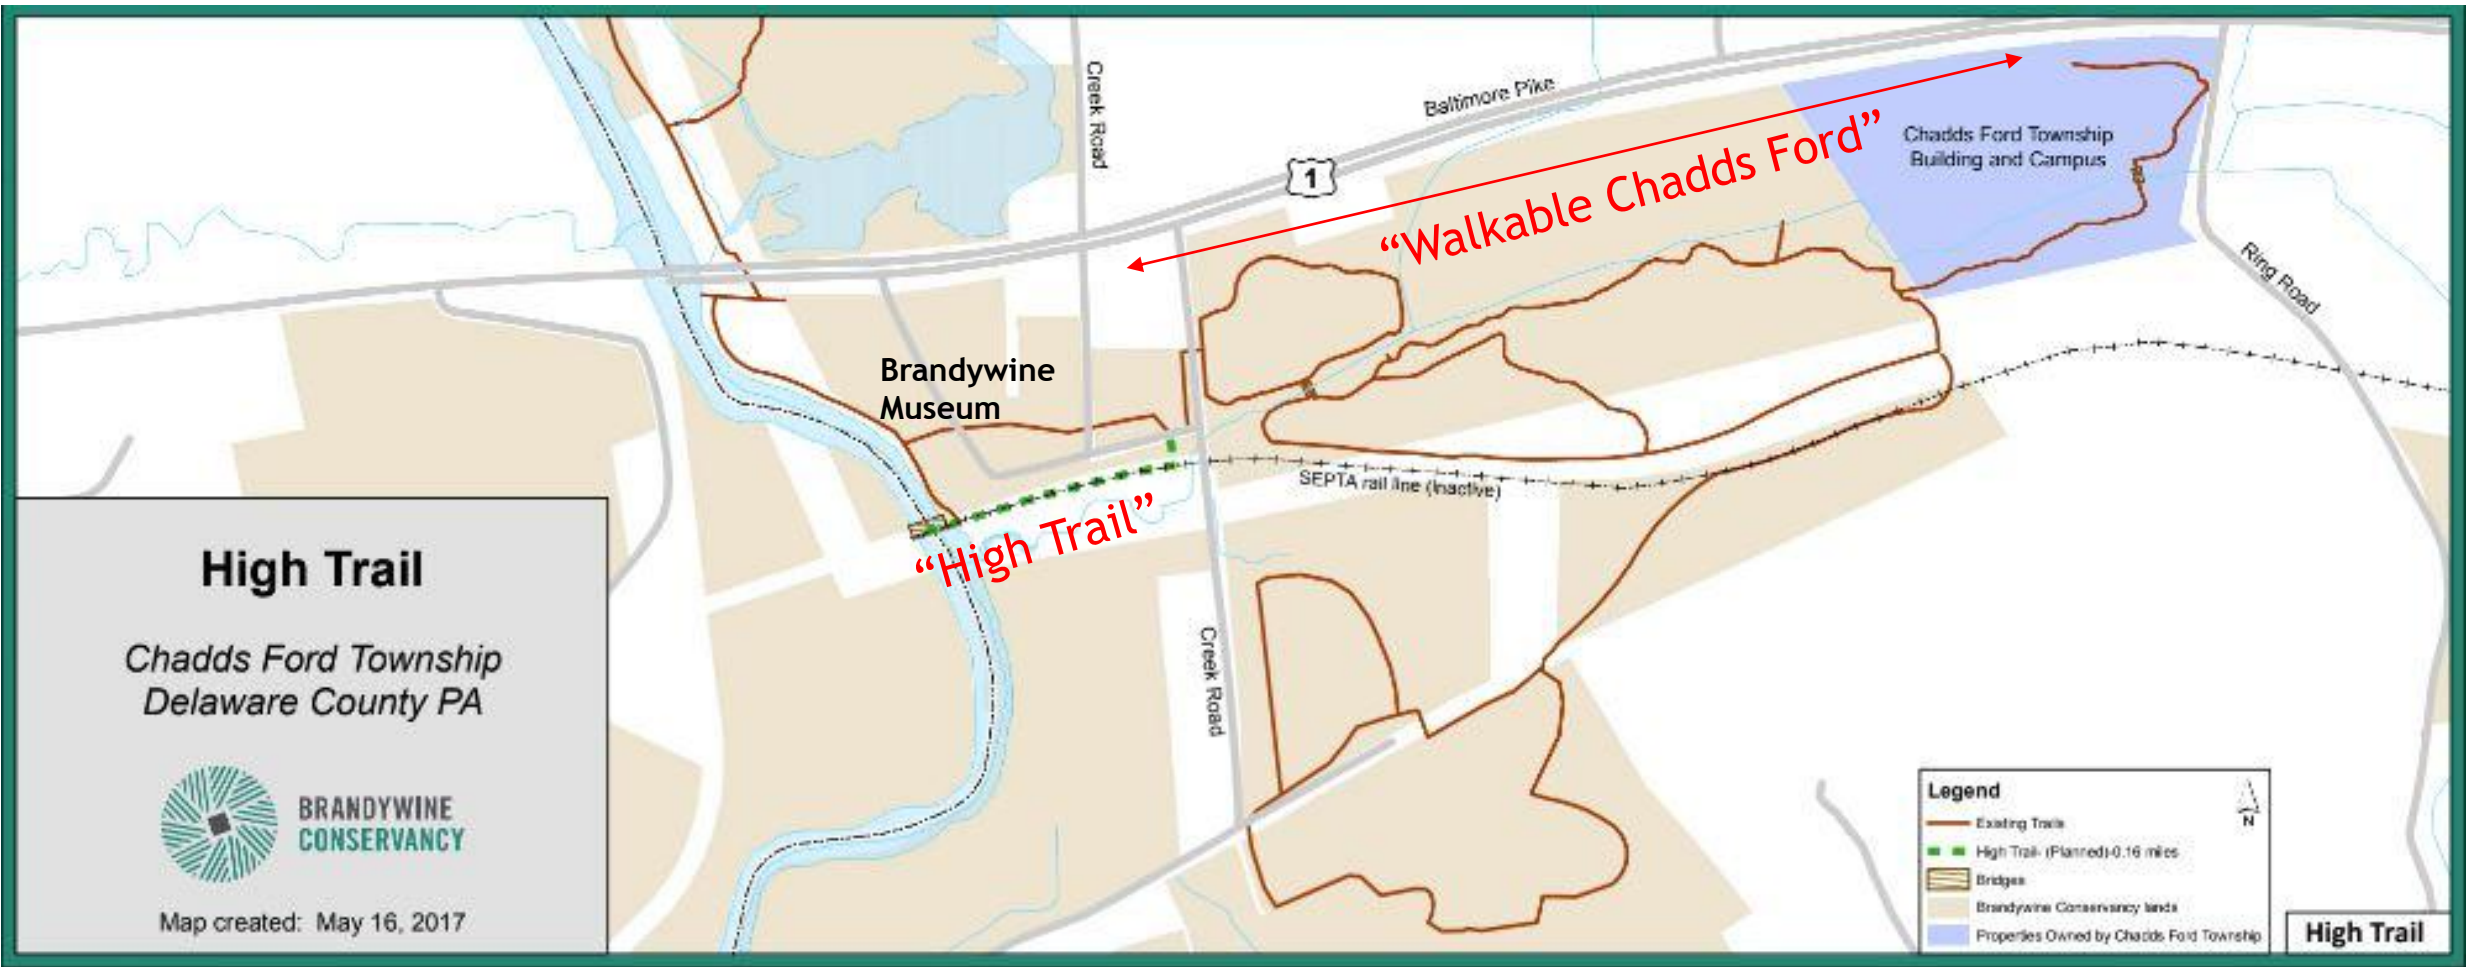 Creek Road
Baltimore Pike
1
“Walkable Chadds Ford”
Chadds Ford Township
Building and Campus
Ring Road
Brandywine
Museum
SEPTA rail line (Inactive)
“High Trail”
Creek Road
High Trail
Chadds Ford Township
Delaware County PA
BRANDYWINE
CONSERVANCY
Map created: May 16, 2017
Legend
N
Existing Trails
High Trail- (Planned)-0.16 miles
Bridges
Brandywine Conservancy lands
Properties Owned by Chadds Ford Township
High Trail